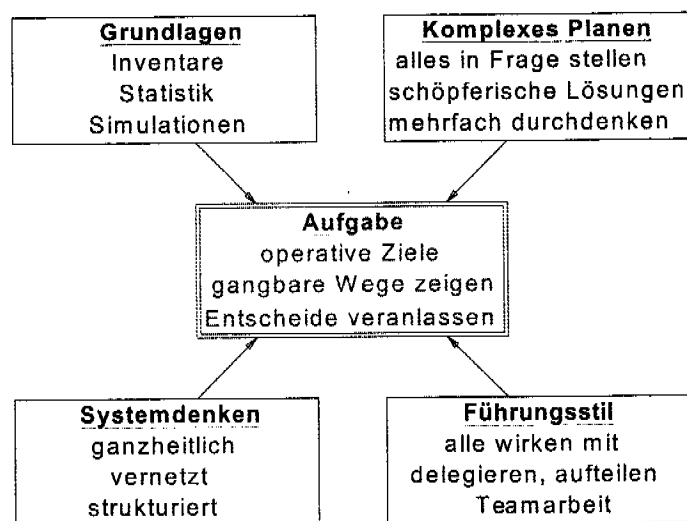 Grundlagen
Inventare
Statistik
Simulationen
Komplexes Planen
alles in Frage stellen
schöpferische Lösungen
mehrfach durchdenken
Aufgabe
operative Ziele
gangbare Wege zeigen
Entscheide veranlassen
Systemdenken
ganzheitlich
vernetzt
strukturiert
Führungsstil
alle wirken mit
delegieren, aufteilen
Teamarbeit